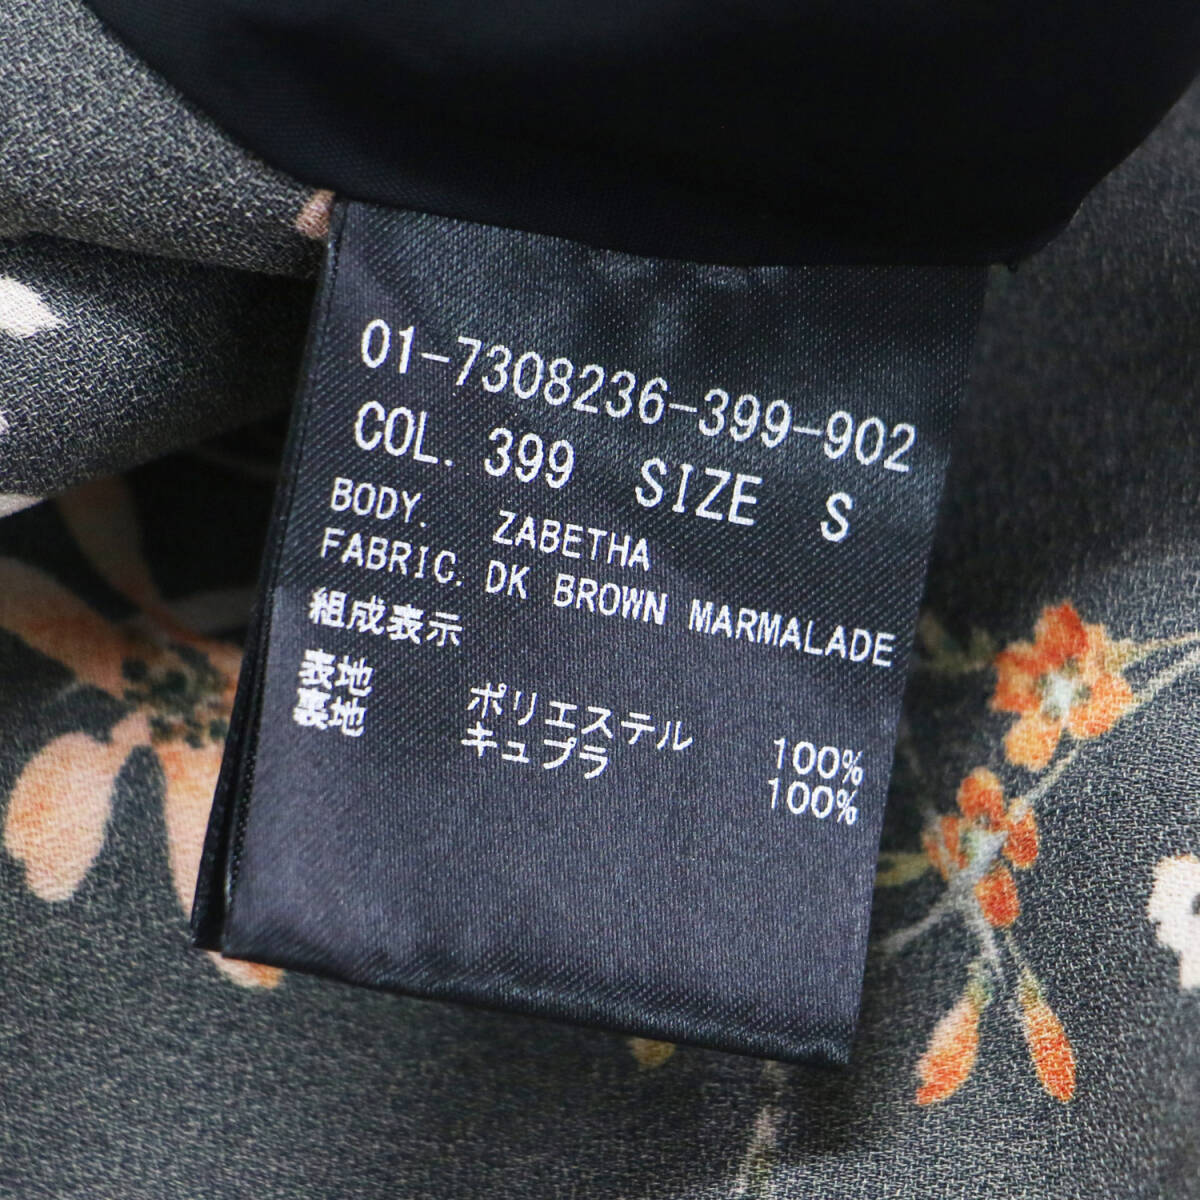 01-7308236-399-902
COL. 399 SIZE S
BODY. ZABETHA
FABRIC. DK BROWN MARMALADE
組成表示
表地 ポリエステル 100%
裏地 キュプラ 100%